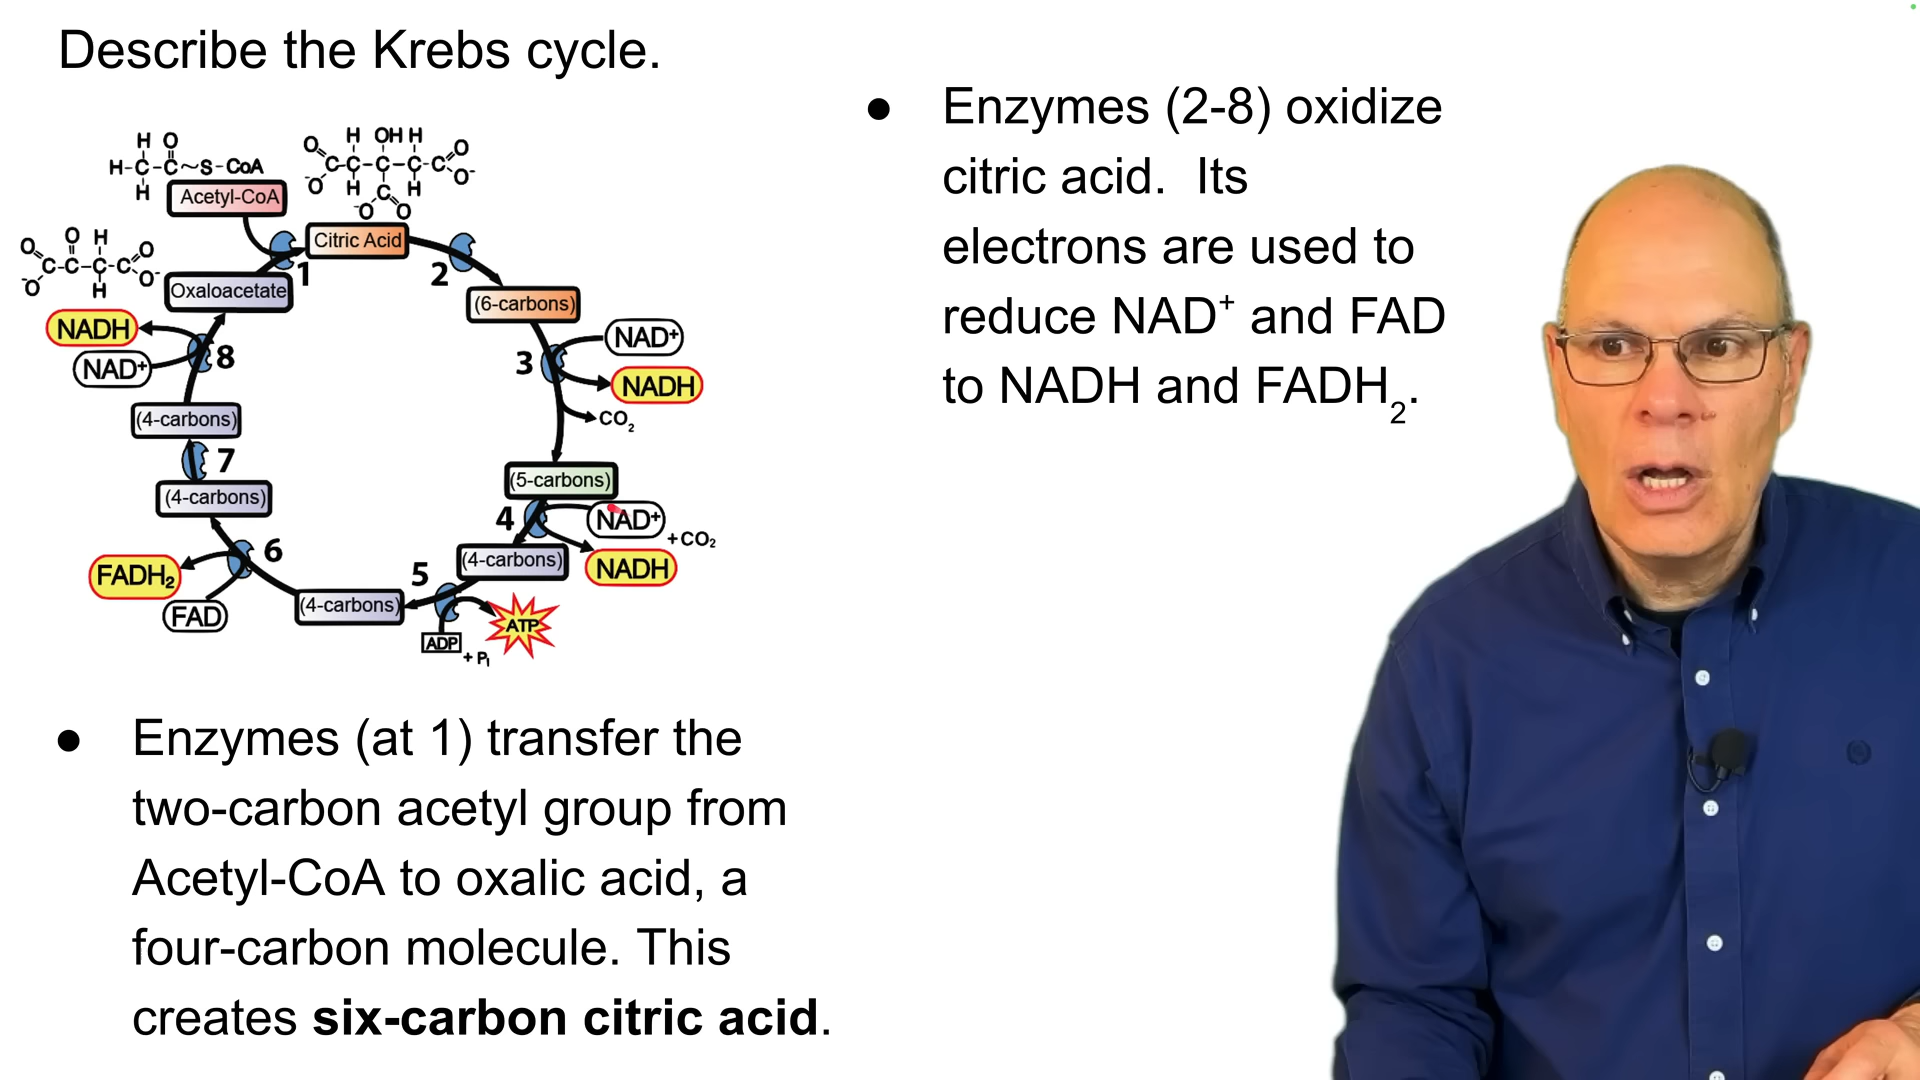 Describe the Krebs cycle.
H O
H-C-C~S-CoA
H
Acetyl-CoA
H OH H
O O
C-C-C-C-C
-O H H O-
C
-O O
Citric Acid
1
2
O O H O
C-C-C-C
-O H O-
Oxaloacetate
(6-carbons)
NADH
NAD+
8
3
NAD+
NADH
CO2
(4-carbons)
7
(5-carbons)
(4-carbons)
4
NAD+
+CO2
NADH
(4-carbons)
6
5
FADH2
FAD
(4-carbons)
ADP
+ Pi
ATP
● Enzymes (at 1) transfer the
two-carbon acetyl group from
Acetyl-CoA to oxalic acid, a
four-carbon molecule. This
creates six-carbon citric acid.
● Enzymes (2-8) oxidize
citric acid. Its
electrons are used to
reduce NAD+ and FAD
to NADH and FADH2.